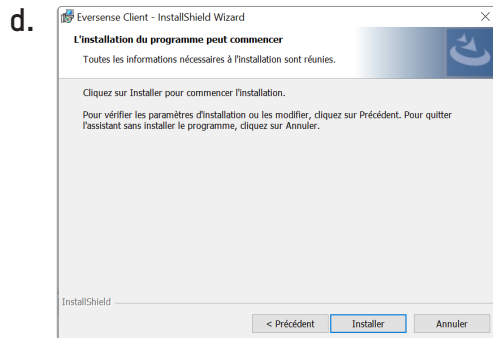 d.
Eversense Client - InstallShield Wizard
L'installation du programme peut commencer
Toutes les informations nécessaires à l'installation sont réunies.
Cliquez sur Installer pour commencer l'installation.
Pour vérifier les paramètres d'installation ou les modifier, cliquez sur Précédent. Pour quitter
l'assistant sans installer le programme, cliquez sur Annuler.
InstallShield
< Précédent Installer Annuler